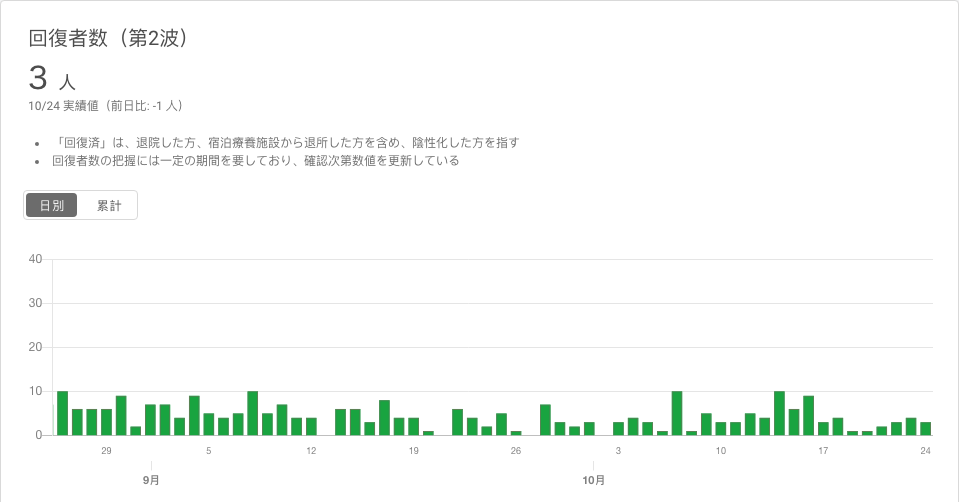 回復者数（第2波）
3 人
10/24 実績値（前日比: -1 人）
• 「回復済」は、退院した方、宿泊療養施設から退所した方を含め、陰性化した方を指す
• 回復者数の把握には一定の期間を要しており、確認次第数値を更新している
日別 累計
40
30
20
10
0
29 5 12 19 26 3 10 17 24
9月 10月